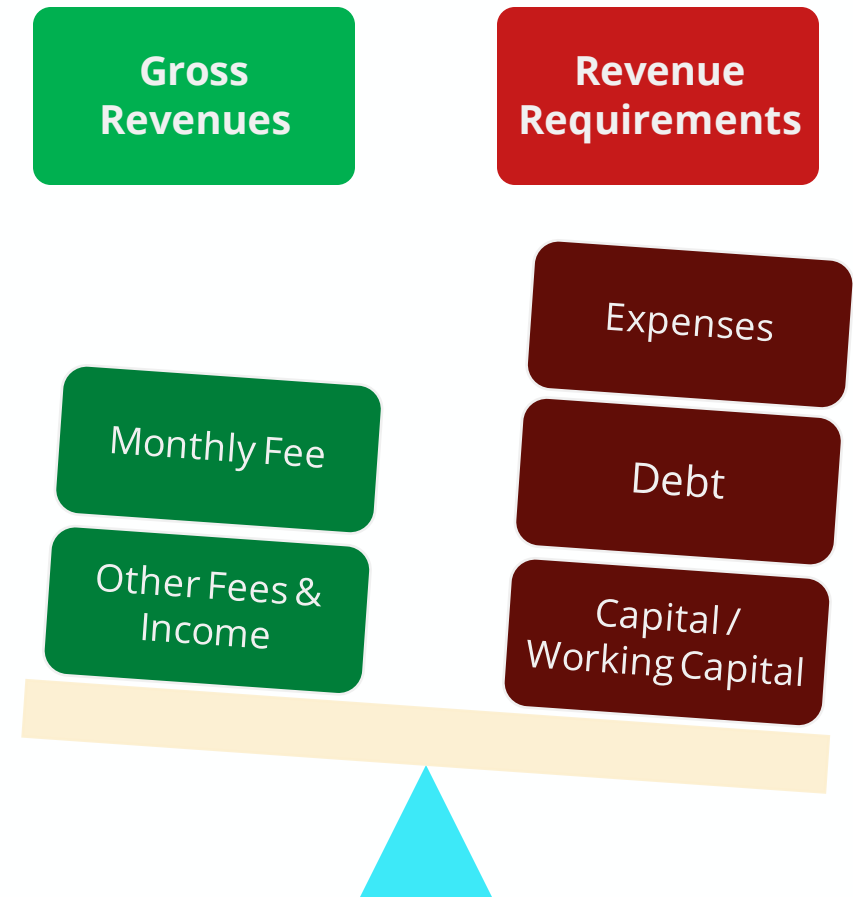 Gross
Revenues
Revenue
Requirements
Monthly Fee
Other Fees &
Income
Expenses
Debt
Capital /
Working Capital